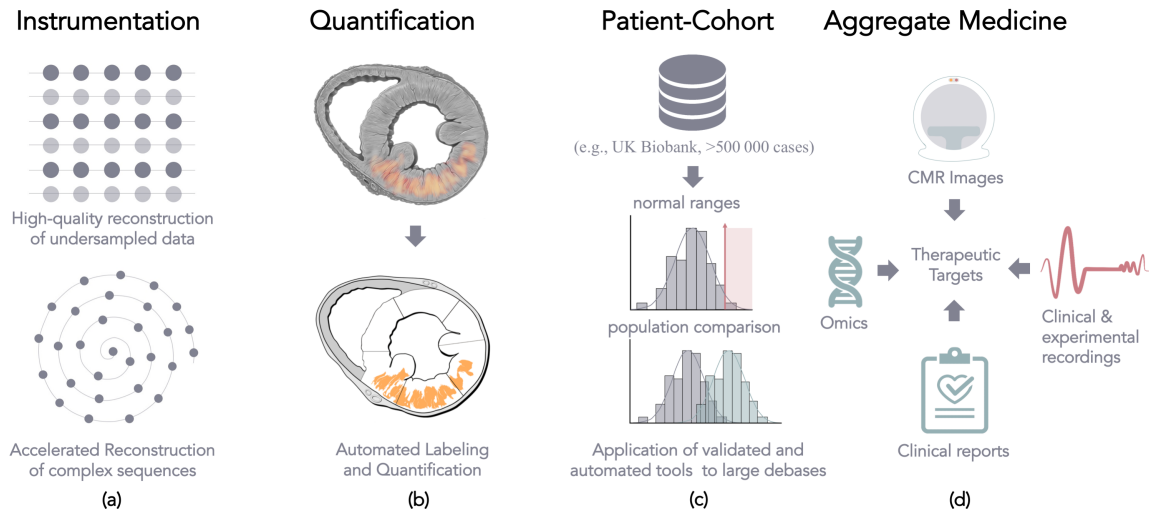 Instrumentation
High-quality reconstruction
of undersampled data
Accelerated Reconstruction
of complex sequences
(a)
Quantification
Automated Labeling
and Quantification
(b)
Patient-Cohort
(e.g., UK Biobank, >500 000 cases)
normal ranges
population comparison
Application of validated and
automated tools to large debases
(c)
Aggregate Medicine
CMR Images
Therapeutic
Targets
Omics
Clinical &
experimental
recordings
Clinical reports
(d)